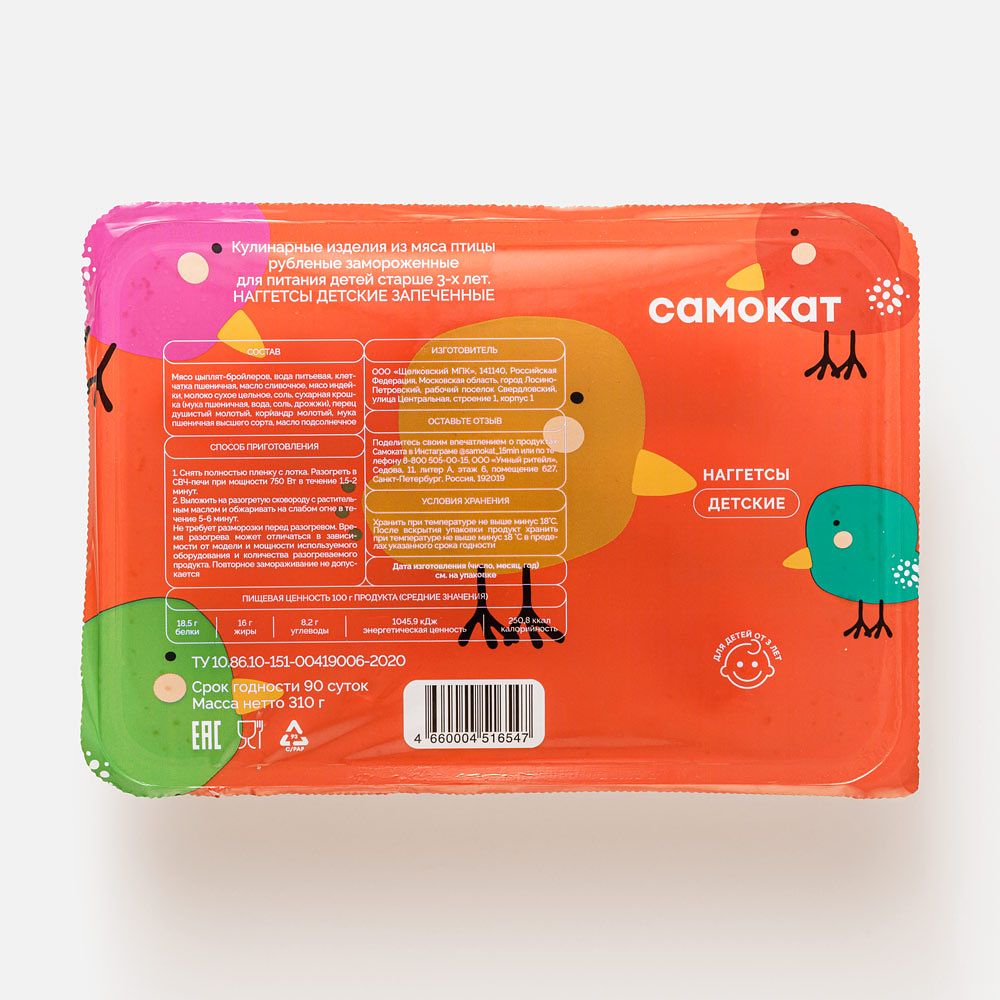 Кулинарные изделия из мяса птицы
рубленые замороженные
для питания детей старше 3-х лет.
НАГГЕТСЫ ДЕТСКИЕ ЗАПЕЧЕННЫЕ
самокат
СОСТАВ
Мясо цыплят-бройлеров, вода питьевая, клет-
чатка пшеничная, масло сливочное, мясо индей-
ки, молоко сухое цельное, соль, сухарная крош-
ка (мука пшеничная, вода, соль, дрожжи), перец
душистый молотый, кориандр молотый, мука
пшеничная высшего сорта, масло подсолнечное
СПОСОБ ПРИГОТОВЛЕНИЯ
1. Снять полностью пленку с лотка. Разогреть в
СВЧ-печи при мощности 750 Вт в течение 1,5-2
минут.
2. Выложить на разогретую сковороду с раститель-
ным маслом и обжаривать на слабом огне в те-
чение 5-6 минут.
Не требует разморозки перед разогревом. Вре-
мя разогрева может отличаться в зависи-
мости от модели и мощности используемого
оборудования и количества разогреваемого
продукта. Повторное замораживание не допус-
кается
ИЗГОТОВИТЕЛЬ
ООО «Щелковский МПК», 141140, Российская
Федерация, Московская область, город Лосино-
Петровский, рабочий поселок Свердловский,
улица Центральная, строение 1, корпус 1
ОСТАВЬТЕ ОТЗЫВ
Поделитесь своим впечатлением о продуктах
Самоката в Инстаграме @samokat_15min или по те-
лефону 8-800 505-00-15, ООО «Умный ритейл»,
Седова, 11, литер А, этаж 6, помещение 627,
Санкт-Петербург, Россия, 192019
УСЛОВИЯ ХРАНЕНИЯ
Хранить при температуре не выше минус 18°С.
После вскрытия упаковки продукт хранить
при температуре не выше минус 18 °С в преде-
лах указанного срока годности
Дата изготовления (число, месяц, год)
см. на упаковке
ПИЩЕВАЯ ЦЕННОСТЬ 100 г ПРОДУКТА (СРЕДНИЕ ЗНАЧЕНИЯ)
18,5 г 16 г 8,2 г 1045,9 кДж 250,8 ккал
белки жиры углеводы энергетическая ценность калорийность
НАГГЕТСЫ
ДЕТСКИЕ
ДЛЯ ДЕТЕЙ ОТ 3 ЛЕТ
ТУ 10.86.10-151-00419006-2020
Срок годности 90 суток
Масса нетто 310 г
EAC
93
C/PAP
4 660004 516547